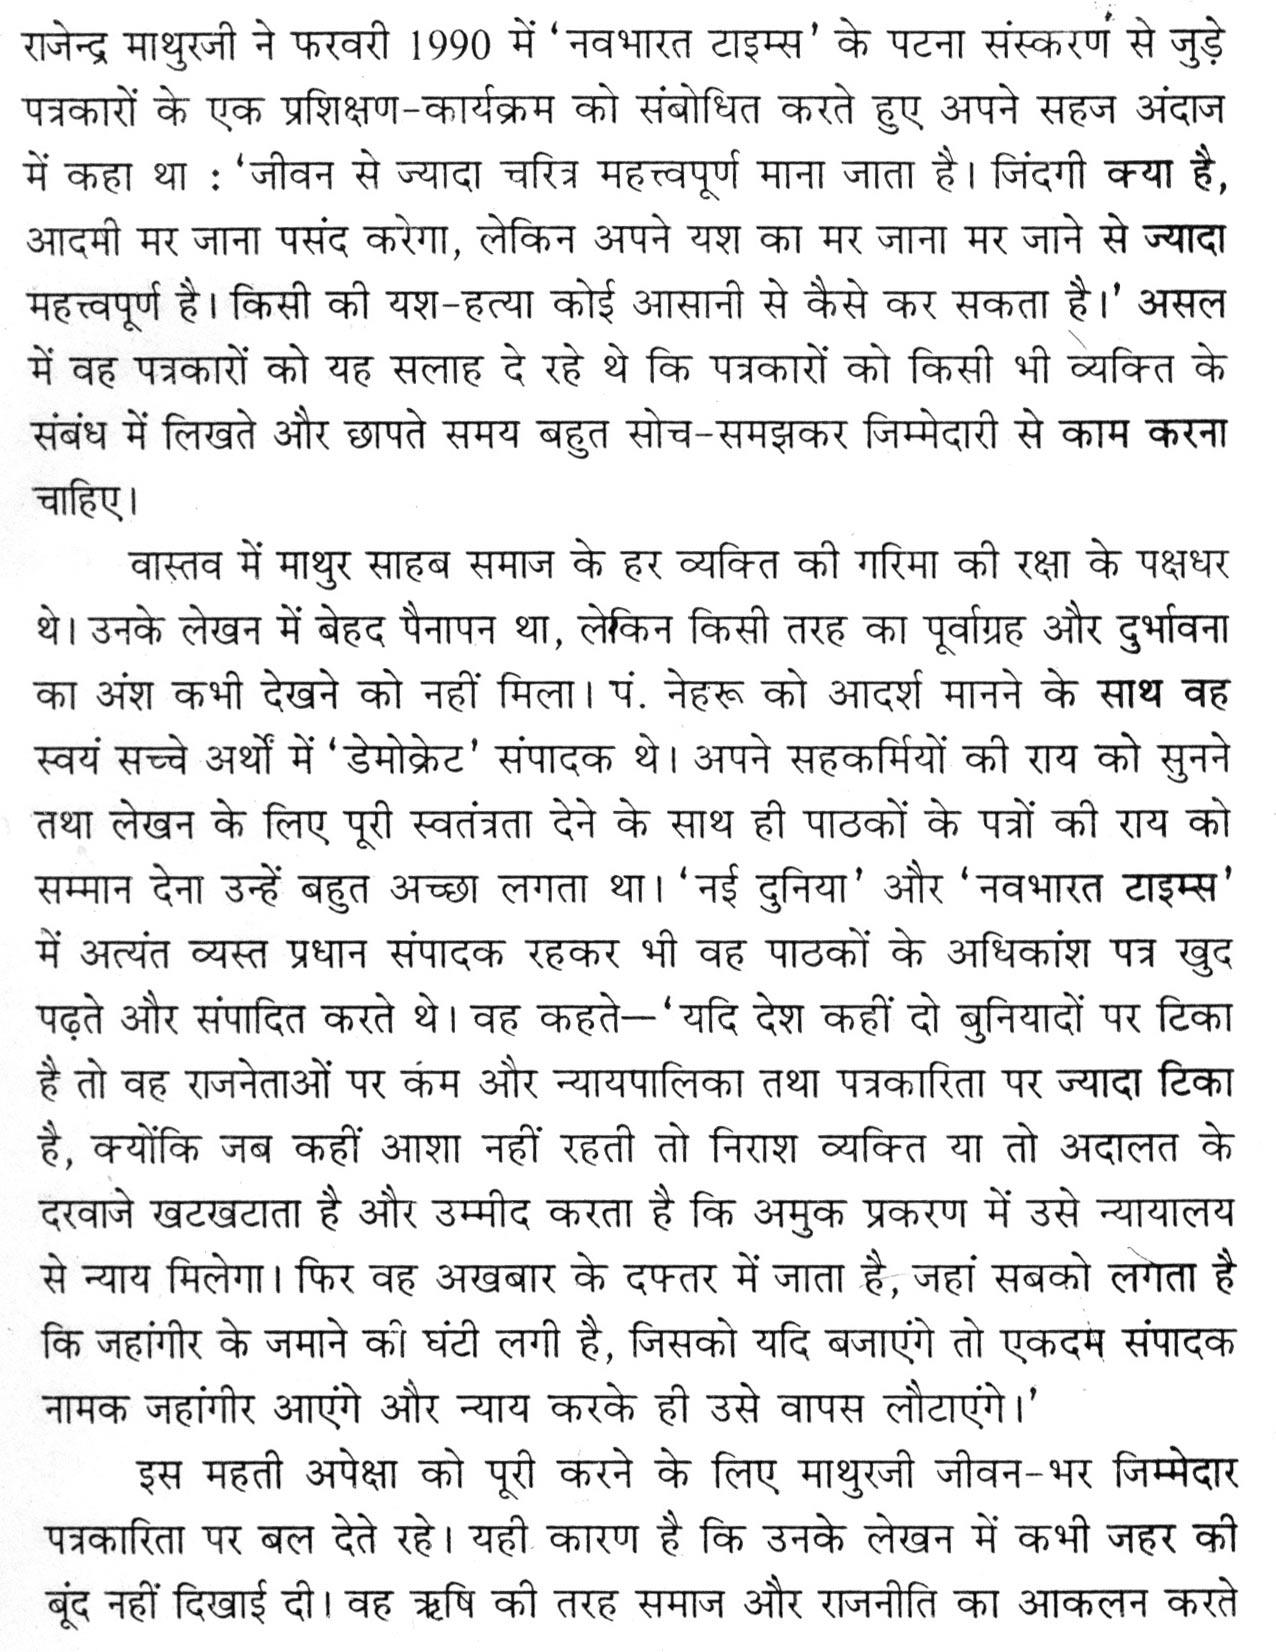 राजेन्द्र माथुरजी ने फरवरी 1990 में ‘नवभारत टाइम्स’ के पटना संस्करण से जुड़े
पत्रकारों के एक प्रशिक्षण-कार्यक्रम को संबोधित करते हुए अपने सहज अंदाज
में कहा था : ‘जीवन से ज्यादा चरित्र महत्त्वपूर्ण माना जाता है। जिंदगी क्या है,
आदमी मर जाना पसंद करेगा, लेकिन अपने यश का मर जाना मर जाने से ज्यादा
महत्त्वपूर्ण है। किसी की यश-हत्या कोई आसानी से कैसे कर सकता है।’ असल
में वह पत्रकारों को यह सलाह दे रहे थे कि पत्रकारों को किसी भी व्यक्ति के
संबंध में लिखते और छापते समय बहुत सोच-समझकर जिम्मेदारी से काम करना
चाहिए।
वास्तव में माथुर साहब समाज के हर व्यक्ति की गरिमा की रक्षा के पक्षधर
थे। उनके लेखन में बेहद पैनापन था, लेकिन किसी तरह का पूर्वाग्रह और दुर्भावना
का अंश कभी देखने को नहीं मिला। पं. नेहरू को आदर्श मानने के साथ वह
स्वयं सच्चे अर्थों में ‘डेमोक्रेट’ संपादक थे। अपने सहकर्मियों की राय को सुनने
तथा लेखन के लिए पूरी स्वतंत्रता देने के साथ ही पाठकों के पत्रों की राय को
सम्मान देना उन्हें बहुत अच्छा लगता था। ‘नई दुनिया’ और ‘नवभारत टाइम्स’
में अत्यंत व्यस्त प्रधान संपादक रहकर भी वह पाठकों के अधिकांश पत्र खुद
पढ़ते और संपादित करते थे। वह कहते—‘यदि देश कहीं दो बुनियादों पर टिका
है तो वह राजनेताओं पर कम और न्यायपालिका तथा पत्रकारिता पर ज्यादा टिका
है, क्योंकि जब कहीं आशा नहीं रहती तो निराश व्यक्ति या तो अदालत के
दरवाजे खटखटाता है और उम्मीद करता है कि अमुक प्रकरण में उसे न्यायालय
से न्याय मिलेगा। फिर वह अखबार के दफ्तर में जाता है, जहां सबको लगता है
कि जहांगीर के जमाने की घंटी लगी है, जिसको यदि बजाएंगे तो एकदम संपादक
नामक जहांगीर आएंगे और न्याय करके ही उसे वापस लौटाएंगे।’
इस महती अपेक्षा को पूरी करने के लिए माथुरजी जीवन-भर जिम्मेदार
पत्रकारिता पर बल देते रहे। यही कारण है कि उनके लेखन में कभी जहर की
बूंद नहीं दिखाई दी। वह ऋषि की तरह समाज और राजनीति का आकलन करते